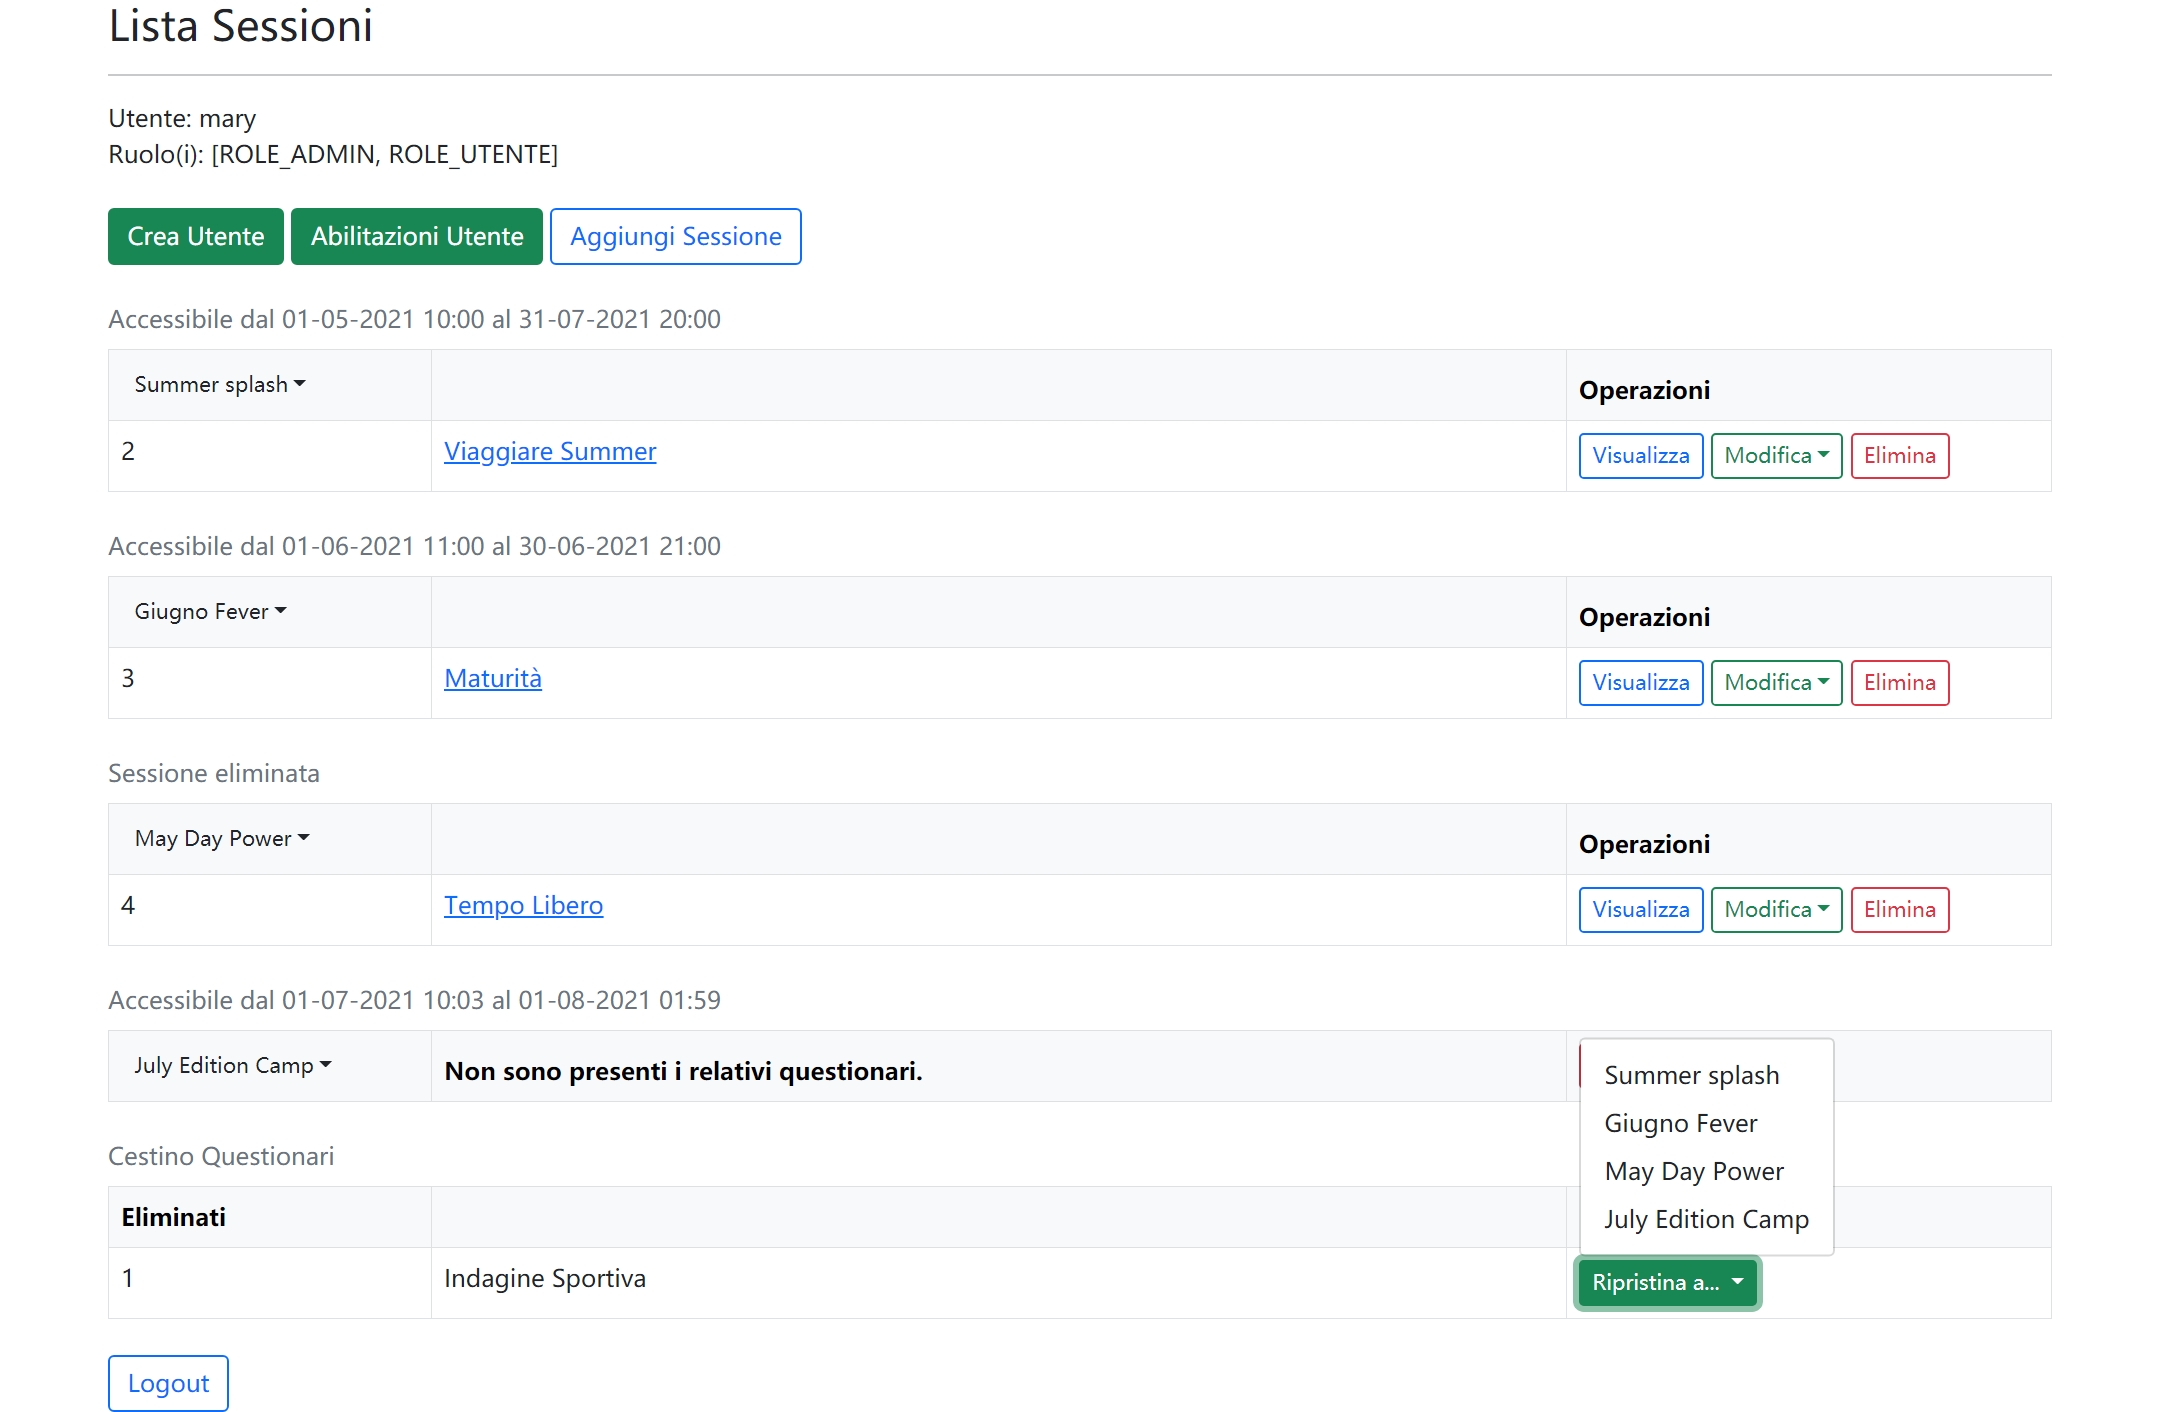 Lista Sessioni
Utente: mary
Ruolo(i): [ROLE_ADMIN, ROLE_UTENTE]
Crea Utente Abilitazioni Utente Aggiungi Sessione
Accessibile dal 01-05-2021 10:00 al 31-07-2021 20:00
Summer splash Operazioni
2 Viaggiare Summer Visualizza Modifica Elimina
Accessibile dal 01-06-2021 11:00 al 30-06-2021 21:00
Giugno Fever Operazioni
3 Maturità Visualizza Modifica Elimina
Sessione eliminata
May Day Power Operazioni
4 Tempo Libero Visualizza Modifica Elimina
Accessibile dal 01-07-2021 10:03 al 01-08-2021 01:59
July Edition Camp Non sono presenti i relativi questionari.
Summer splash
Giugno Fever
May Day Power
July Edition Camp
Cestino Questionari
Eliminati
1 Indagine Sportiva Ripristina a...
Logout